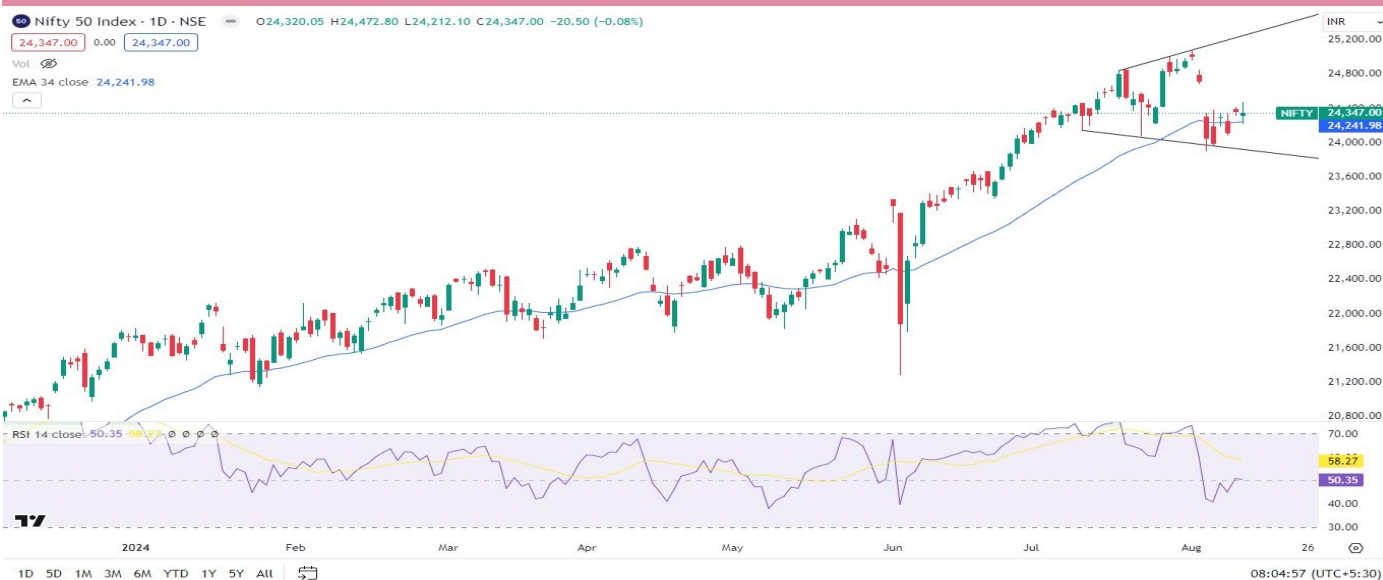 50 Nifty 50 Index · 1D · NSE O24,320.05 H24,472.80 L24,212.10 C24,347.00 −20.50 (−0.08%)
INR
24,347.00 0.00 24,347.00
25,200.00
Vol
24,800.00
EMA 34 close 24,241.98
NIFTY 24,347.00
24,241.98
24,000.00
23,600.00
23,200.00
22,800.00
22,400.00
22,000.00
21,600.00
21,200.00
20,800.00
RSI 14 close 50.35 58.27 Ø Ø Ø Ø
70.00
58.27
50.35
40.00
30.00
2024 Feb Mar Apr May Jun Jul Aug 26
1D 5D 1M 3M 6M YTD 1Y 5Y All
08:04:57 (UTC+5:30)